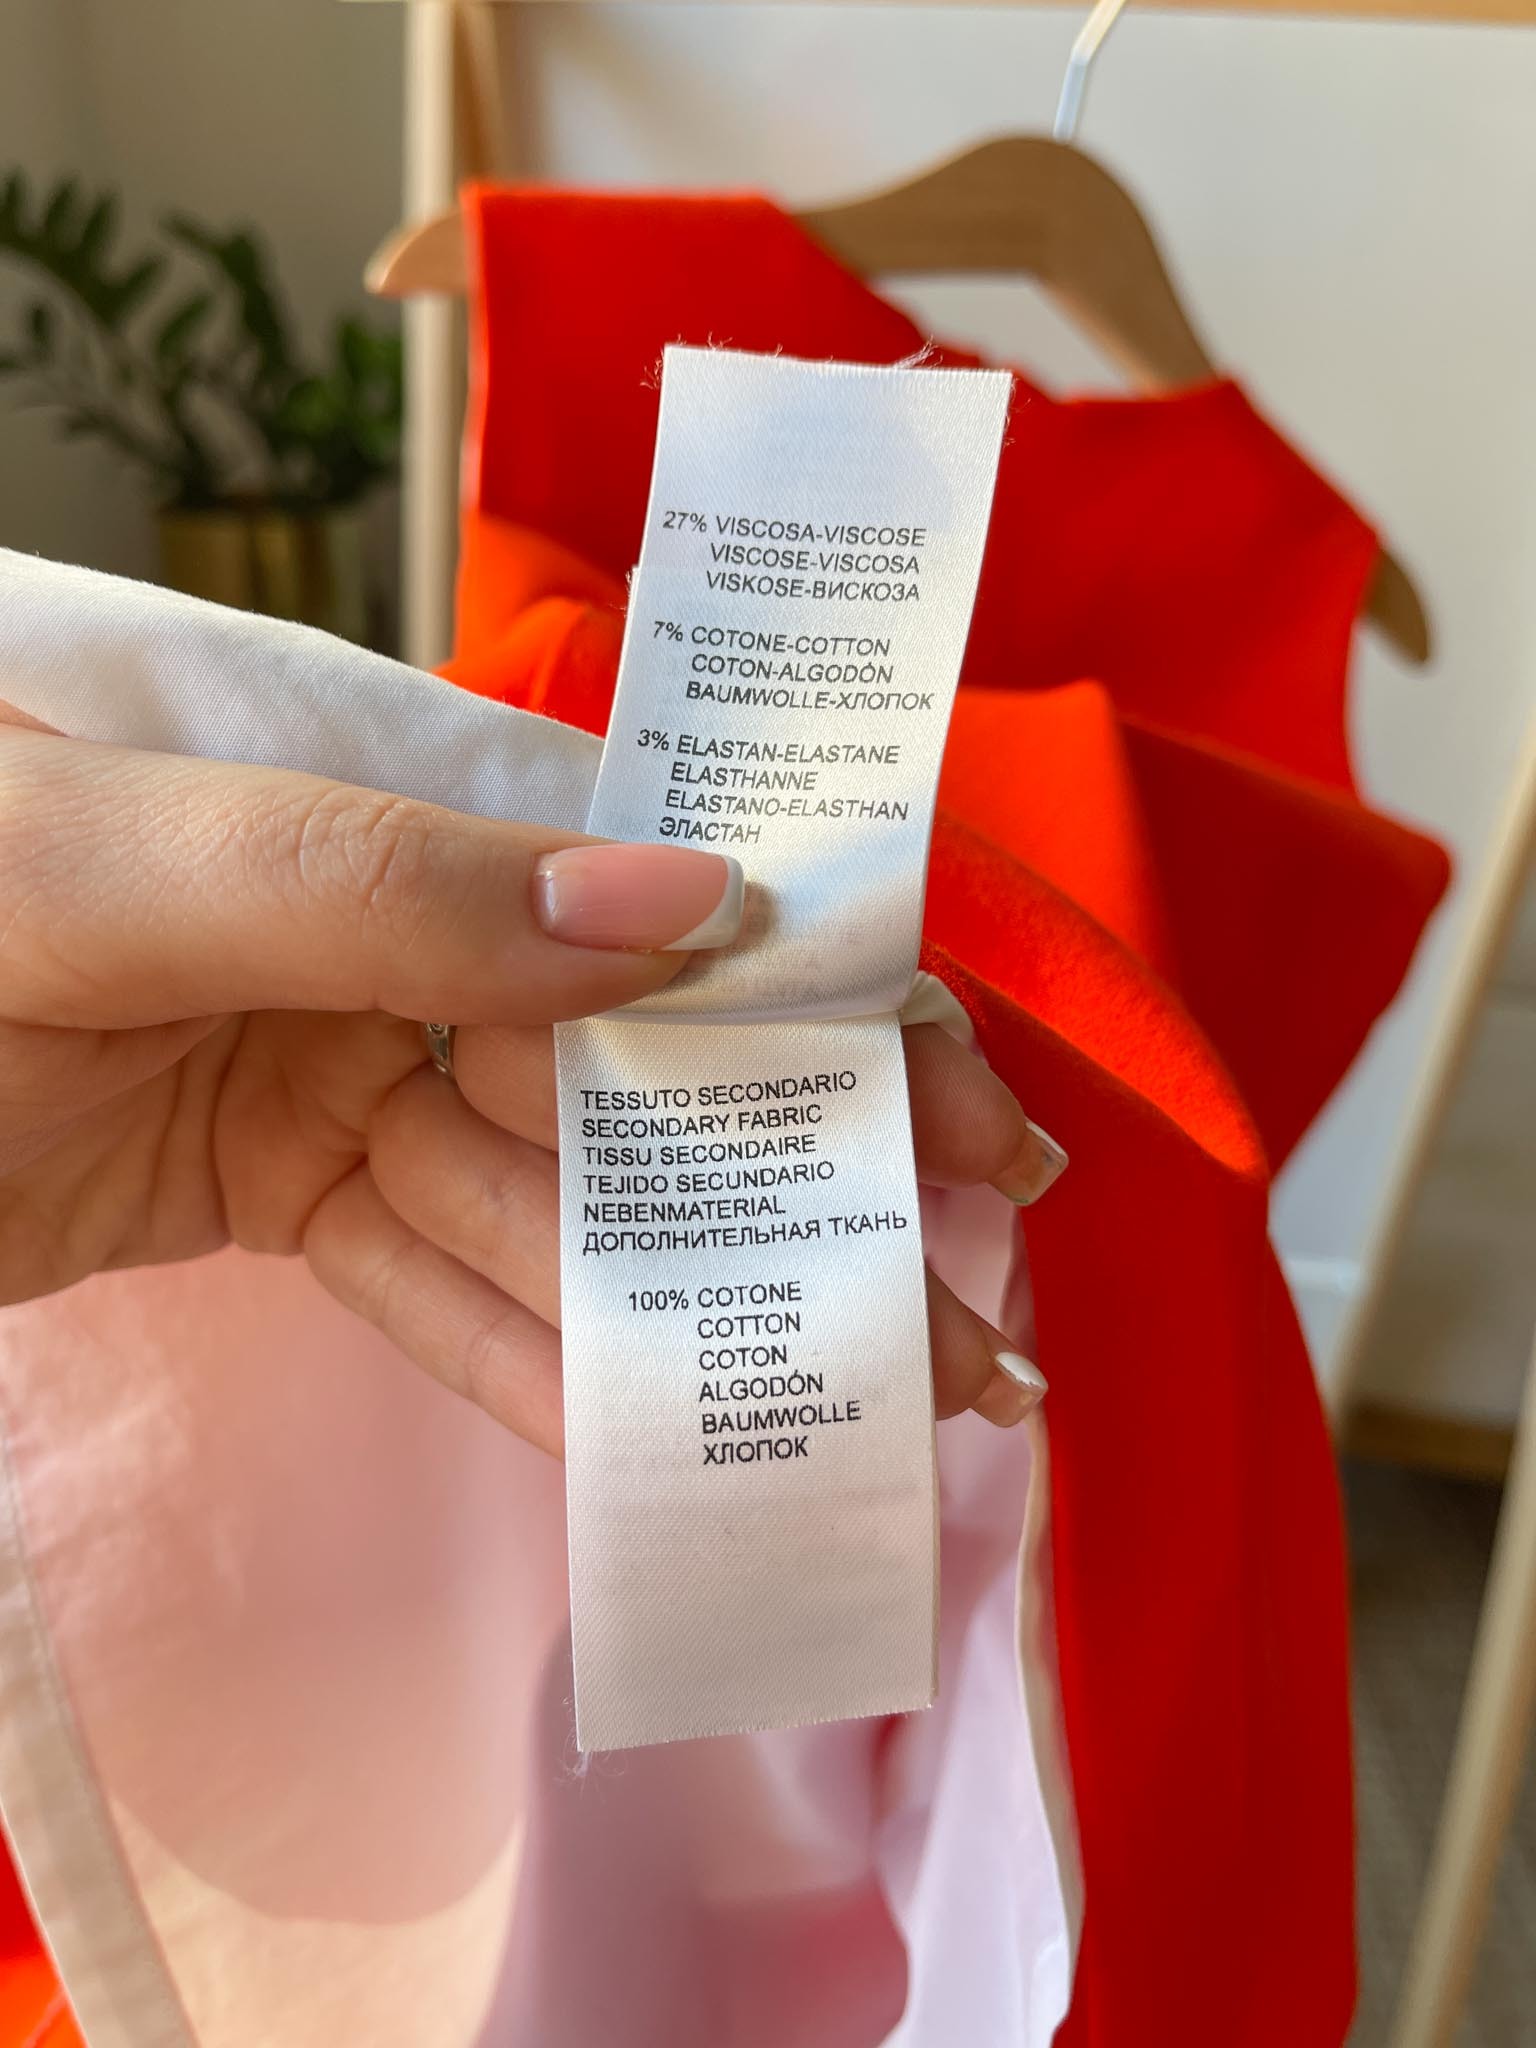 27% VISCOSA-VISCOSE
VISCOSE-VISCOSA
VISKOSE-ВИСКОЗА
7% COTONE-COTTON
COTON-ALGODÓN
BAUMWOLLE-ХЛОПОК
3% ELASTAN-ELASTANE
ELASTHANNE
ELASTANO-ELASTHAN
ЭЛАСТАН
TESSUTO SECONDARIO
SECONDARY FABRIC
TISSU SECONDAIRE
TEJIDO SECUNDARIO
NEBENMATERIAL
ДОПОЛНИТЕЛЬНАЯ ТКАНЬ
100% COTONE
COTTON
COTON
ALGODÓN
BAUMWOLLE
ХЛОПОК